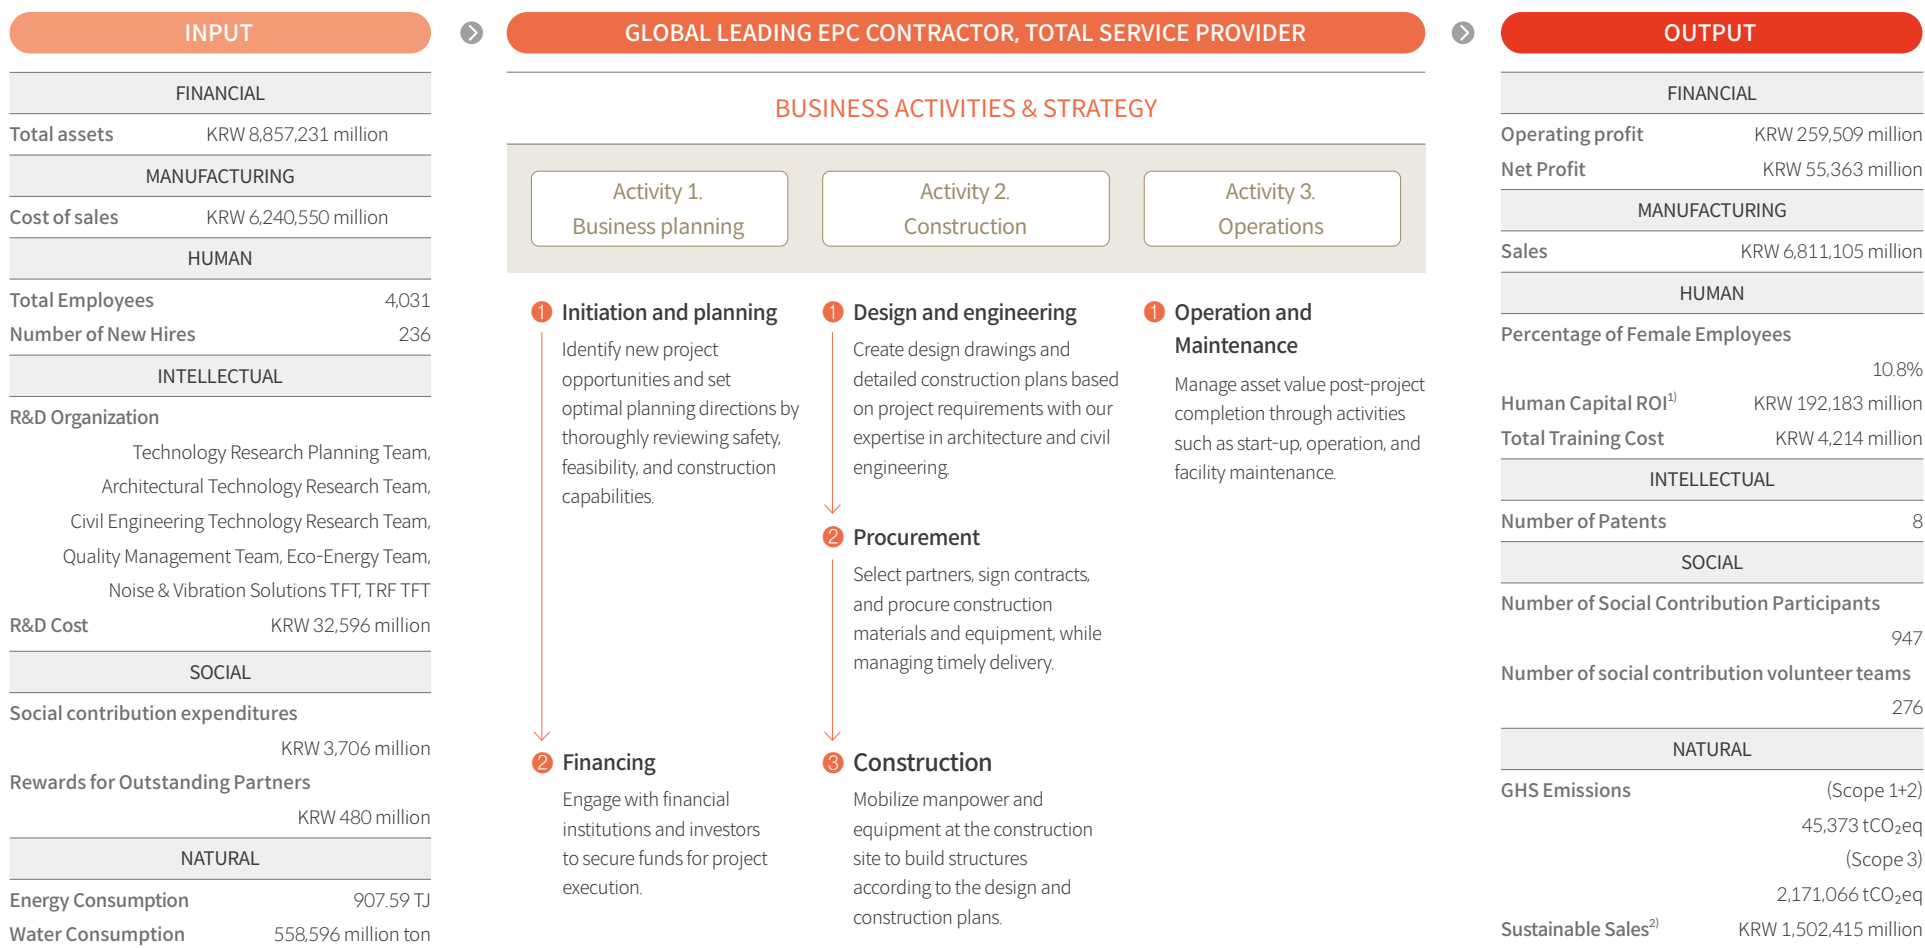 INPUT
FINANCIAL
Total assets KRW 8,857,231 million
MANUFACTURING
Cost of sales KRW 6,240,550 million
HUMAN
Total Employees 4,031
Number of New Hires 236
INTELLECTUAL
R&D Organization
Technology Research Planning Team,
Architectural Technology Research Team,
Civil Engineering Technology Research Team,
Quality Management Team, Eco-Energy Team,
Noise & Vibration Solutions TFT, TRF TFT
R&D Cost KRW 32,596 million
SOCIAL
Social contribution expenditures
KRW 3,706 million
Rewards for Outstanding Partners
KRW 480 million
NATURAL
Energy Consumption 907.59 TJ
Water Consumption 558,596 million ton
GLOBAL LEADING EPC CONTRACTOR, TOTAL SERVICE PROVIDER
BUSINESS ACTIVITIES & STRATEGY
Activity 1.
Business planning
1 Initiation and planning
Identify new project
opportunities and set
optimal planning directions by
thoroughly reviewing safety,
feasibility, and construction
capabilities.
2 Financing
Engage with financial
institutions and investors
to secure funds for project
execution.
Activity 2.
Construction
1 Design and engineering
Create design drawings and
detailed construction plans based
on project requirements with our
expertise in architecture and civil
engineering.
2 Procurement
Select partners, sign contracts,
and procure construction
materials and equipment, while
managing timely delivery.
3 Construction
Mobilize manpower and
equipment at the construction
site to build structures
according to the design and
construction plans.
Activity 3.
Operations
1 Operation and
Maintenance
Manage asset value post-project
completion through activities
such as start-up, operation, and
facility maintenance.
OUTPUT
FINANCIAL
Operating profit KRW 259,509 million
Net Profit KRW 55,363 million
MANUFACTURING
Sales KRW 6,811,105 million
HUMAN
Percentage of Female Employees
10.8%
Human Capital ROI1) KRW 192,183 million
Total Training Cost KRW 4,214 million
INTELLECTUAL
Number of Patents 8
SOCIAL
Number of Social Contribution Participants
947
Number of social contribution volunteer teams
276
NATURAL
GHS Emissions (Scope 1+2)
45,373 tCO₂eq
(Scope 3)
2,171,066 tCO₂eq
Sustainable Sales2) KRW 1,502,415 million